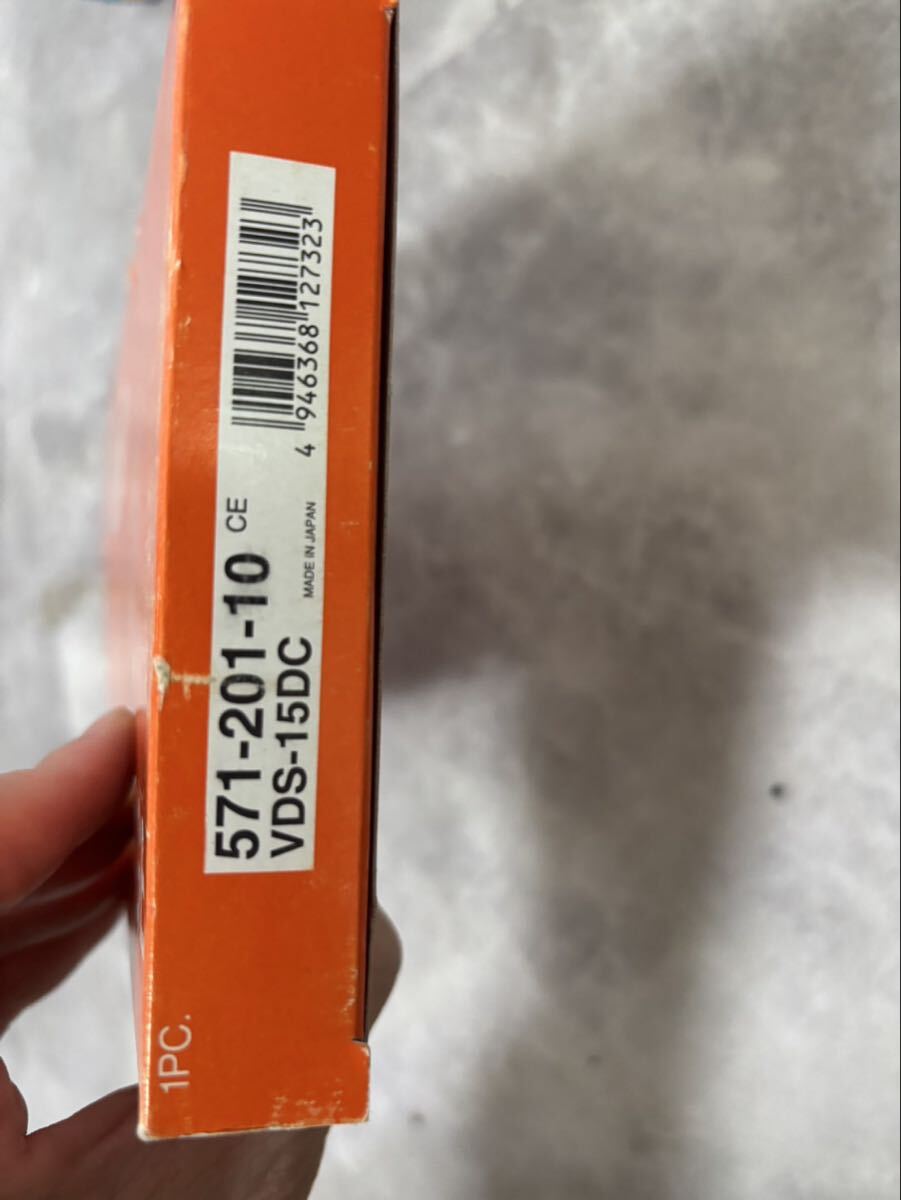 571-201-10 CE
VDS-15DC
MADE IN JAPAN
4 946368 127323
1PC.